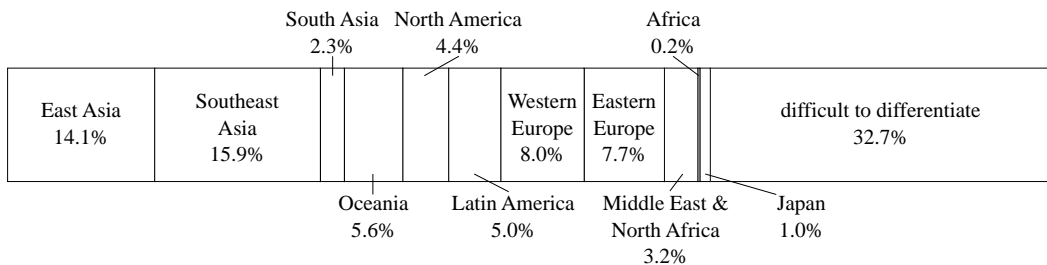 South Asia
2.3%
North America
4.4%
Africa
0.2%
East Asia
14.1%
Southeast
Asia
15.9%
Western
Europe
8.0%
Eastern
Europe
7.7%
difficult to differentiate
32.7%
Oceania
5.6%
Latin America
5.0%
Middle East &
North Africa
3.2%
Japan
1.0%